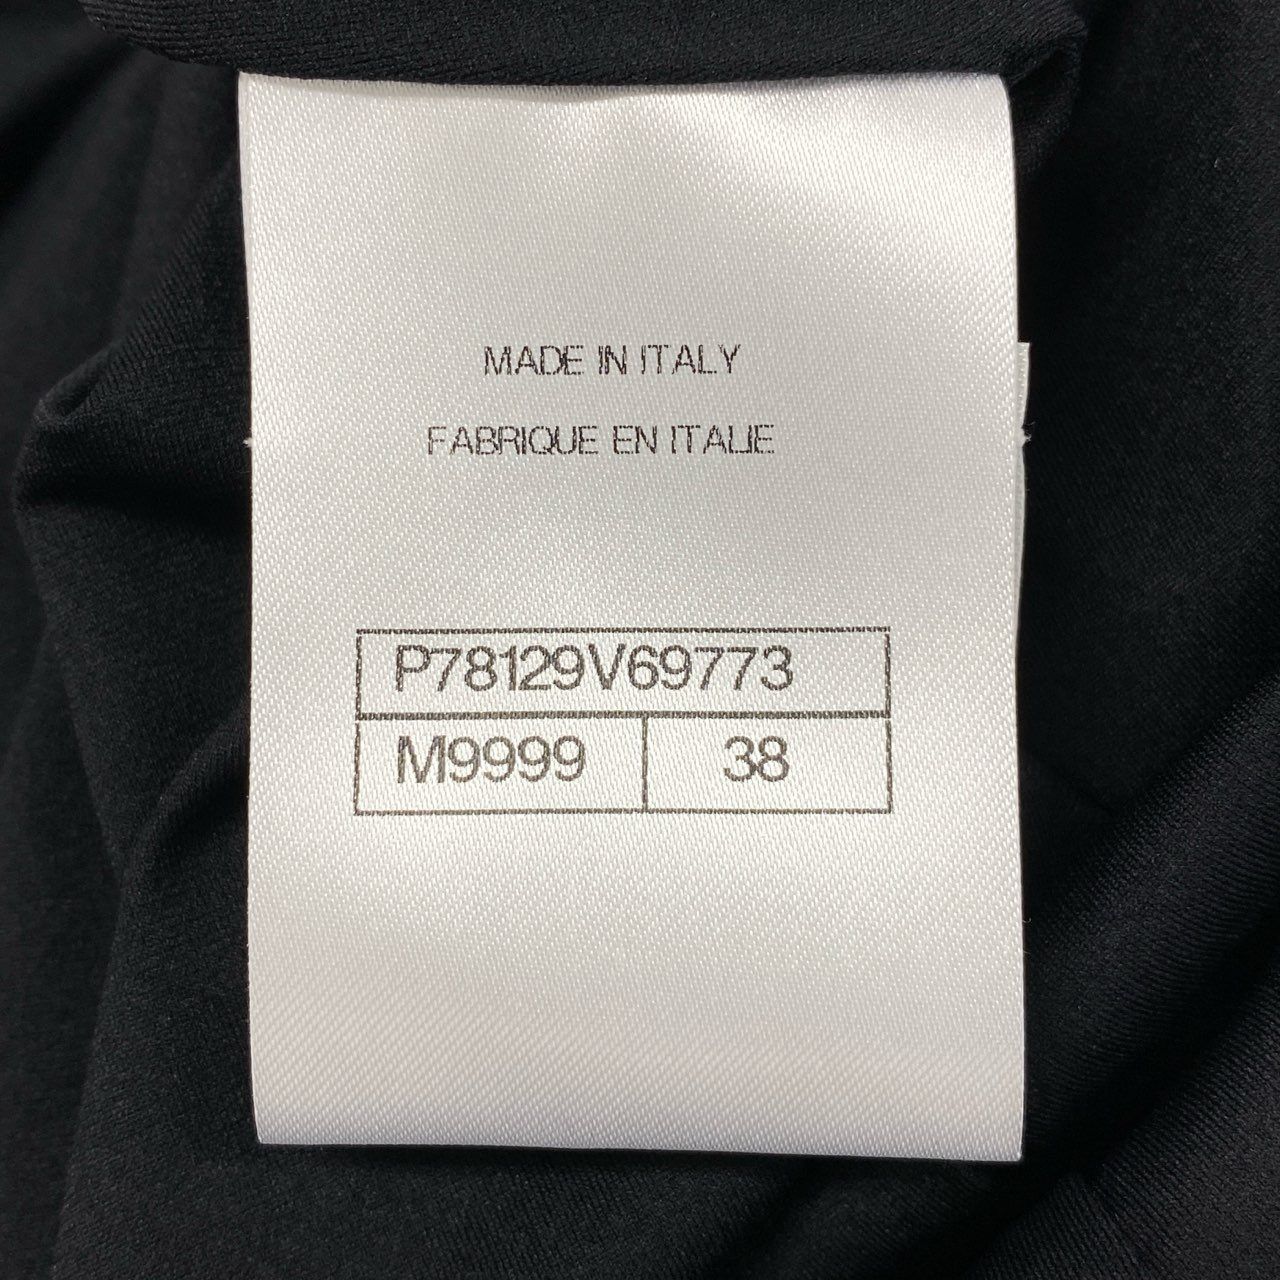 MADE IN ITALY
FABRIQUE EN ITALIE
P78129V69773
M9999 38